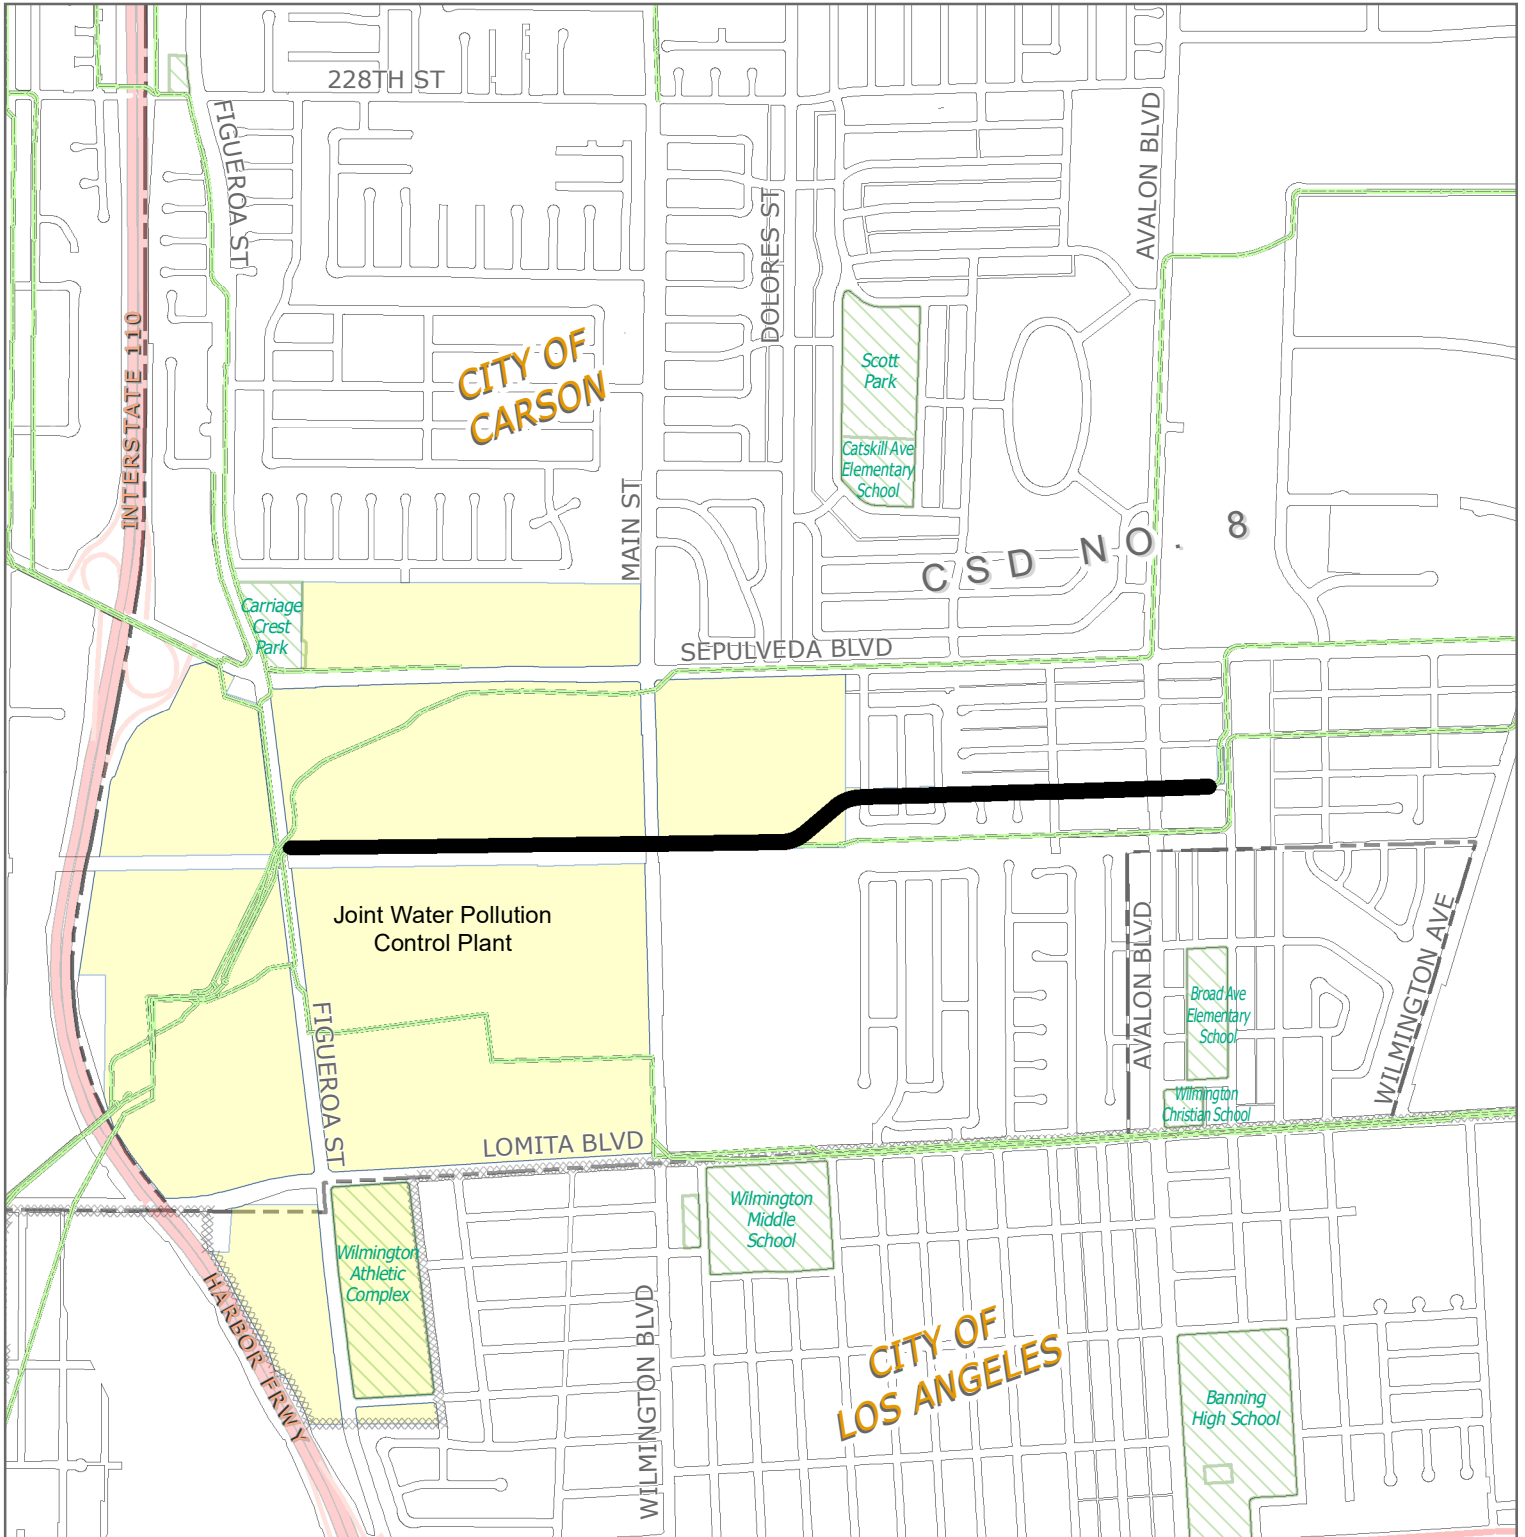 228TH ST
FIGUEROA ST
AVALON BLVD
DOLORES ST
INTERSTATE 110
CITY OF
CARSON
Scott
Park
Catskill Ave
Elementary
School
MAIN ST
CSD NO. 8
Carriage
Crest
Park
SEPULVEDA BLVD
Joint Water Pollution
Control Plant
FIGUEROA ST
AVALON BLVD
WILMINGTON AVE
Broad Ave
Elementary
School
Wilmington
Christian School
LOMITA BLVD
Wilmington
Middle
School
Wilmington
Athletic
Complex
HARBOR FRWY
WILMINGTON BLVD
CITY OF
LOS ANGELES
Banning
High School